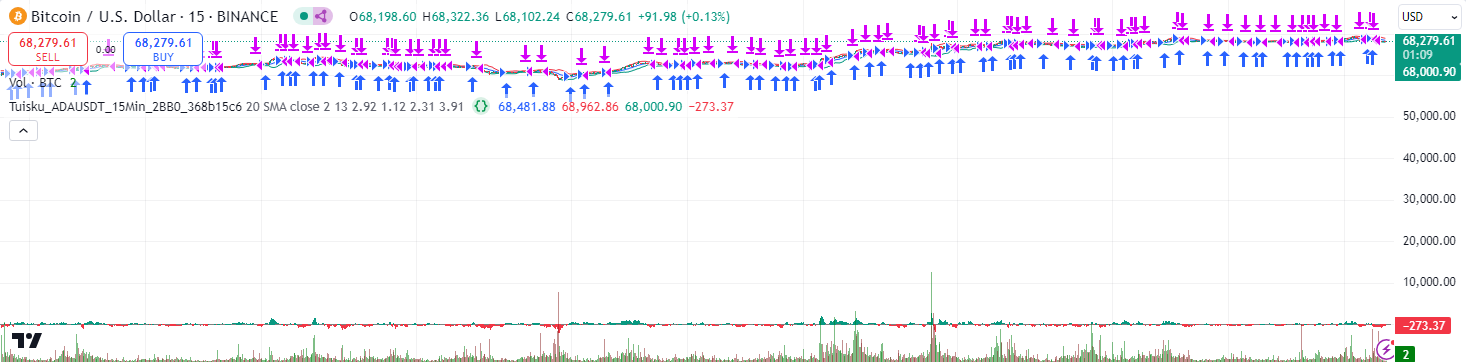 Bitcoin / U.S. Dollar · 15 · BINANCE O68,198.60 H68,322.36 L68,102.24 C68,279.61 +91.98 (+0.13%)
USD
68,279.61 SELL
0.00
68,279.61 BUY
68,279.61
01:09
68,000.90
Vol · BTC 2
Tuisku_ADAUSDT_15Min_2BB0_368b15c6 20 SMA close 2 13 2.92 1.12 2.31 3.91 {} 68,481.88 68,962.86 68,000.90 −273.37
50,000.00
40,000.00
30,000.00
20,000.00
10,000.00
−273.37
2